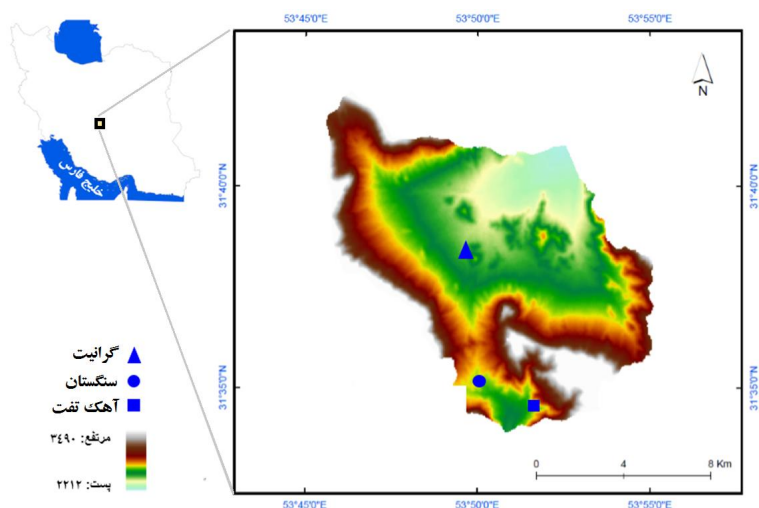 53°45'0"E
53°50'0"E
53°55'0"E
N
31°40'0"N
31°40'0"N
خلیج فارس
گرانیت
سنگستان
آهک تفت
مرتفع: ۳۴۹۰
پست: ۲۲۱۲
31°35'0"N
31°35'0"N
0 4 8 Km
53°45'0"E
53°50'0"E
53°55'0"E